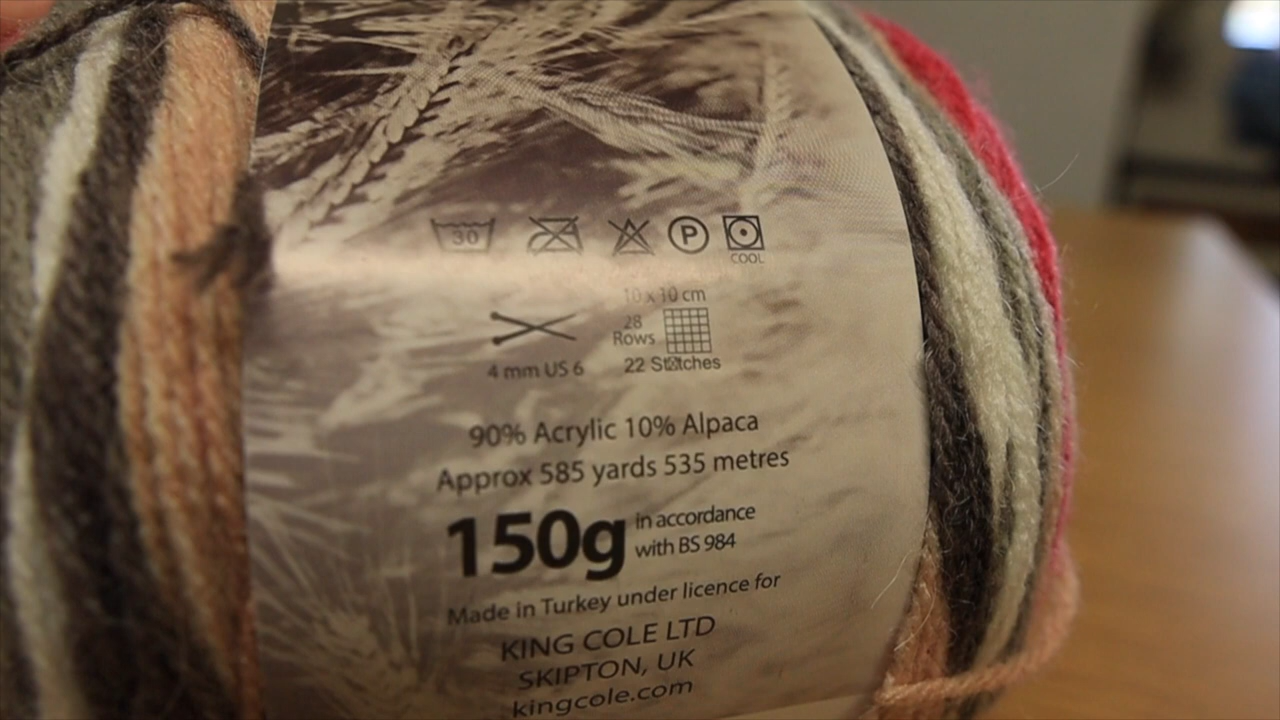 30
P
COOL
10 x 10 cm
28
Rows
22 Stitches
4 mm US 6
90% Acrylic 10% Alpaca
Approx 585 yards 535 metres
150g in accordance
with BS 984
Made in Turkey under licence for
KING COLE LTD
SKIPTON, UK
kingcole.com